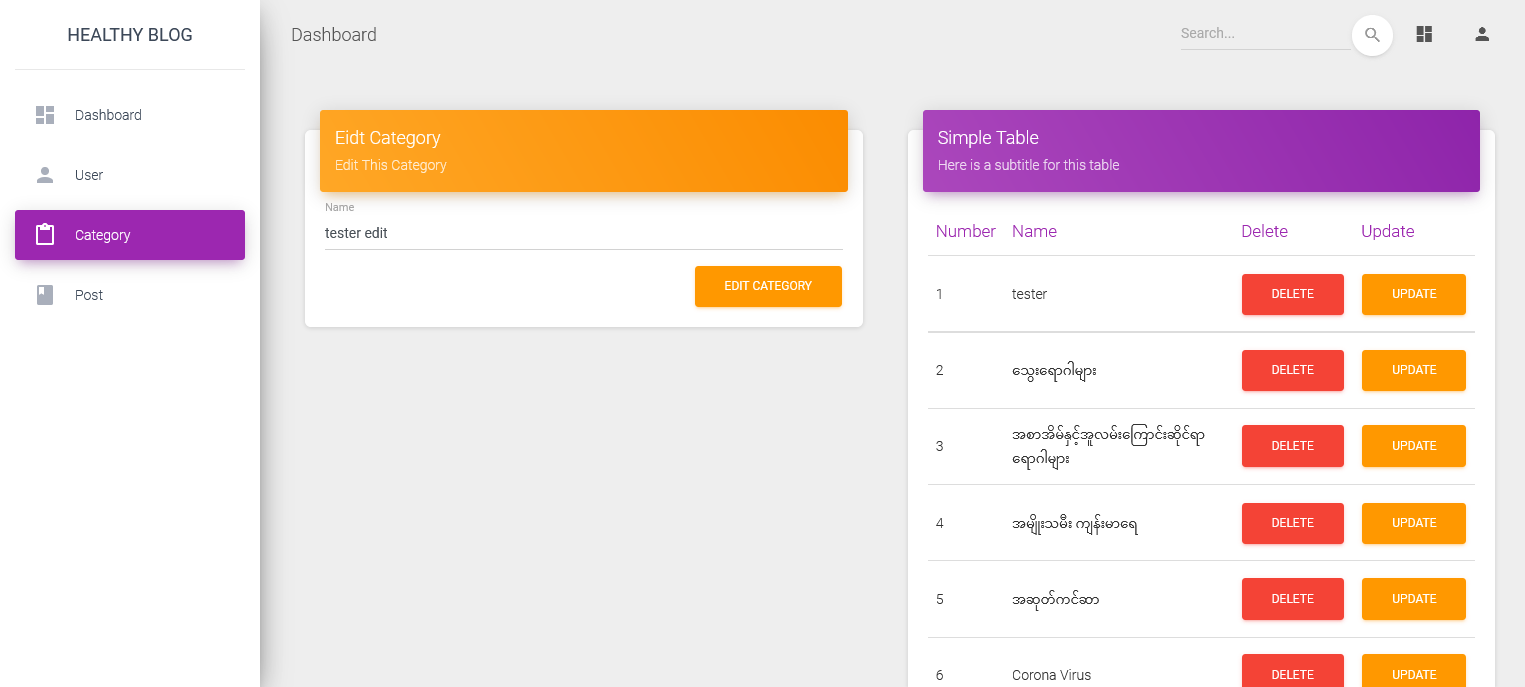 HEALTHY BLOG
Dashboard
User
Category
Post
Dashboard
Search...
Eidt Category
Edit This Category
Name
tester edit
EDIT CATEGORY
Simple Table
Here is a subtitle for this table
Number Name Delete Update
1 tester DELETE UPDATE
2 သွေးရောဂါများ DELETE UPDATE
3 အစာအိမ်နှင့်အူလမ်းကြောင်းဆိုင်ရာ
ရောဂါများ DELETE UPDATE
4 အမျိုးသမီး ကျန်းမာရေ DELETE UPDATE
5 အဆုတ်ကင်ဆာ DELETE UPDATE
6 Corona Virus DELETE UPDATE